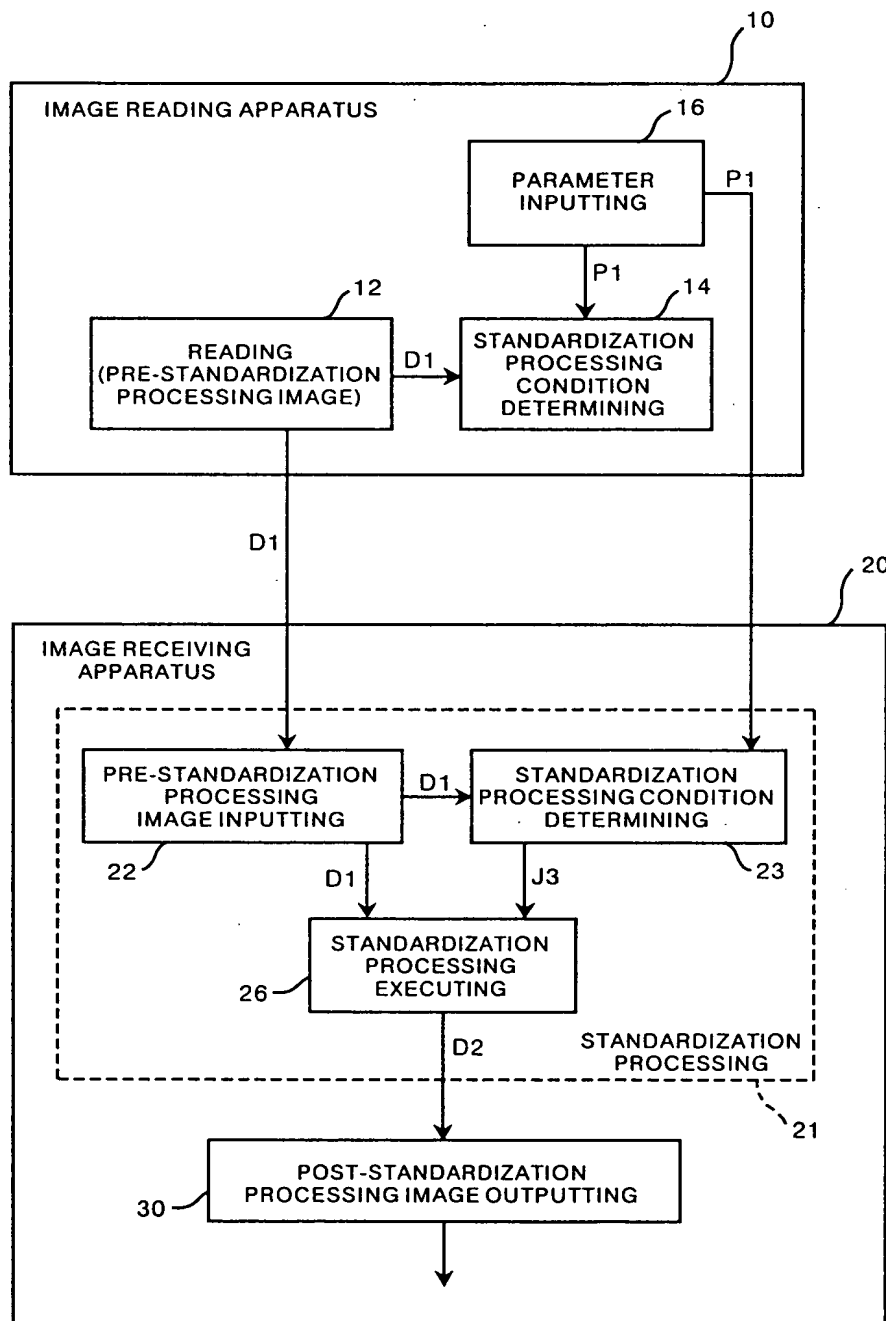 10
IMAGE READING APPARATUS
16
PARAMETER
INPUTTING
P1
P1
12
14
READING
(PRE-STANDARDIZATION
PROCESSING IMAGE)
D1
STANDARDIZATION
PROCESSING
CONDITION
DETERMINING
D1
20
IMAGE RECEIVING
APPARATUS
PRE-STANDARDIZATION
PROCESSING
IMAGE INPUTTING
D1
STANDARDIZATION
PROCESSING CONDITION
DETERMINING
22
D1
J3
23
STANDARDIZATION
PROCESSING
EXECUTING
26
D2
STANDARDIZATION
PROCESSING
21
POST-STANDARDIZATION
PROCESSING IMAGE OUTPUTTING
30